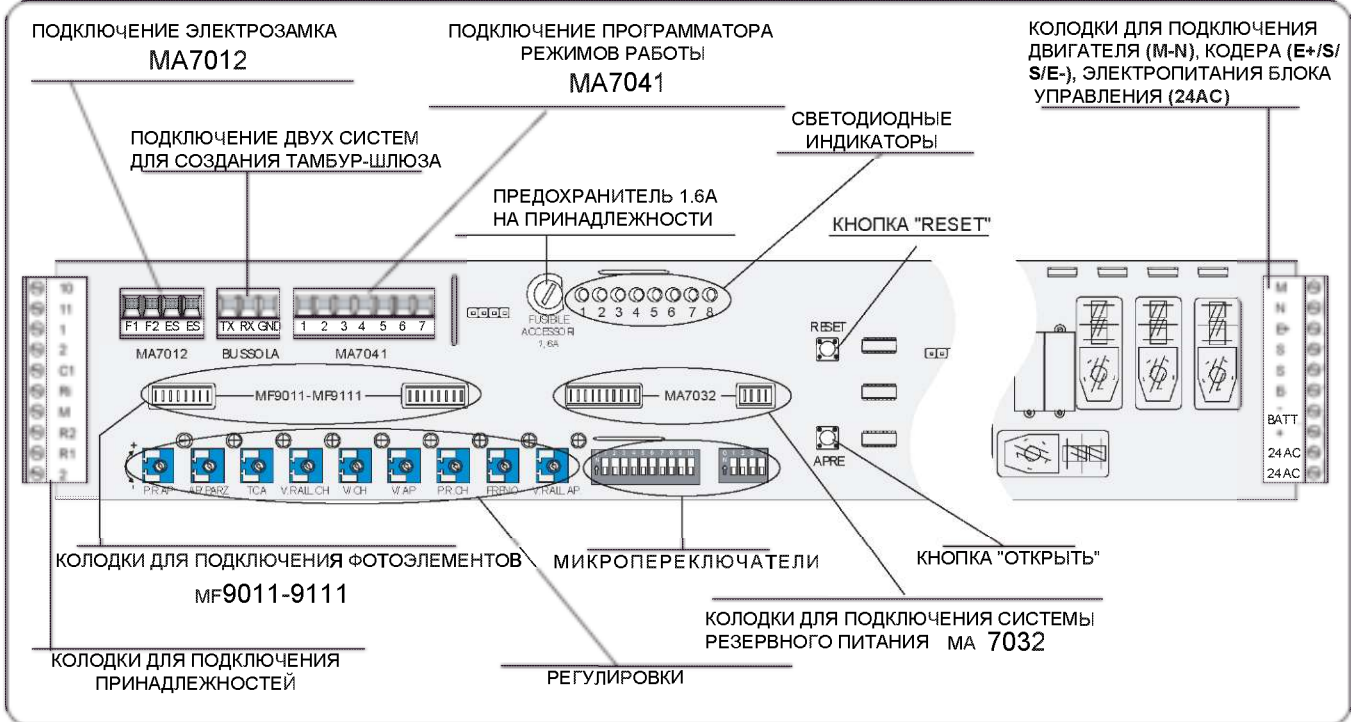 ПОДКЛЮЧЕНИЕ ЭЛЕКТРОЗАМКА
MA7012
ПОДКЛЮЧЕНИЕ ПРОГРАММАТОРА
РЕЖИМОВ РАБОТЫ
MA7041
КОЛОДКИ ДЛЯ ПОДКЛЮЧЕНИЯ
ДВИГАТЕЛЯ (M-N), КОДЕРА (E+/S/
S/E-), ЭЛЕКТРОПИТАНИЯ БЛОКА
УПРАВЛЕНИЯ (24AC)
ПОДКЛЮЧЕНИЕ ДВУХ СИСТЕМ
ДЛЯ СОЗДАНИЯ ТАМБУР-ШЛЮЗА
СВЕТОДИОДНЫЕ
ИНДИКАТОРЫ
ПРЕДОХРАНИТЕЛЬ 1.6А
НА ПРИНАДЛЕЖНОСТИ
КНОПКА "RESET"
10
11
1
2
C1
Ri
M
R2
R1
2
F1 F2 ES ES
MA7012
TX RX GND
BUSSOLA
1 2 3 4 5 6 7
MA7041
FUSIBILE
ACCESSORI
1,6A
1 2 3 4 5 6 7 8
RESET
M
N
E+
S
S
B
-
BATT
+
24AC
24AC
MF9011-MF9111
MA7032
APRE
+
-
P.R.AP AP.PARZ TCA V.RALL.CH V.CH V.AP P.R.CH FRENO V.RALL.AP
КОЛОДКИ ДЛЯ ПОДКЛЮЧЕНИЯ ФОТОЭЛЕМЕНТОВ
MF9011-9111
МИКРОПЕРЕКЛЮЧАТЕЛИ
КНОПКА "ОТКРЫТЬ"
КОЛОДКИ ДЛЯ ПОДКЛЮЧЕНИЯ СИСТЕМЫ
РЕЗЕРВНОГО ПИТАНИЯ MA 7032
КОЛОДКИ ДЛЯ ПОДКЛЮЧЕНИЯ
ПРИНАДЛЕЖНОСТЕЙ
РЕГУЛИРОВКИ